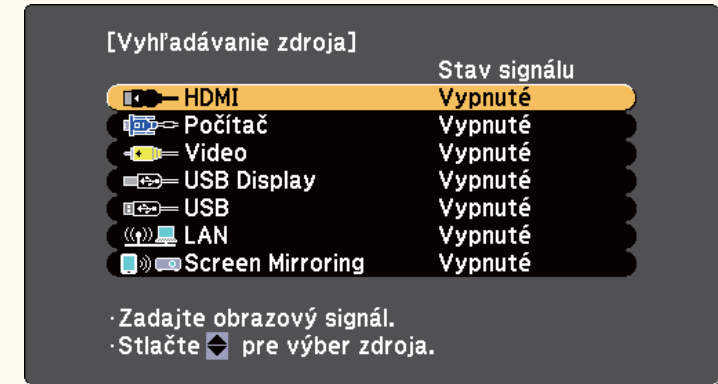 [Vyhľadávanie zdroja]
Stav signálu
HDMI Vypnuté
Počítač Vypnuté
Video Vypnuté
USB Display Vypnuté
USB Vypnuté
LAN Vypnuté
Screen Mirroring Vypnuté
·Zadajte obrazový signál.
·Stlačte pre výber zdroja.